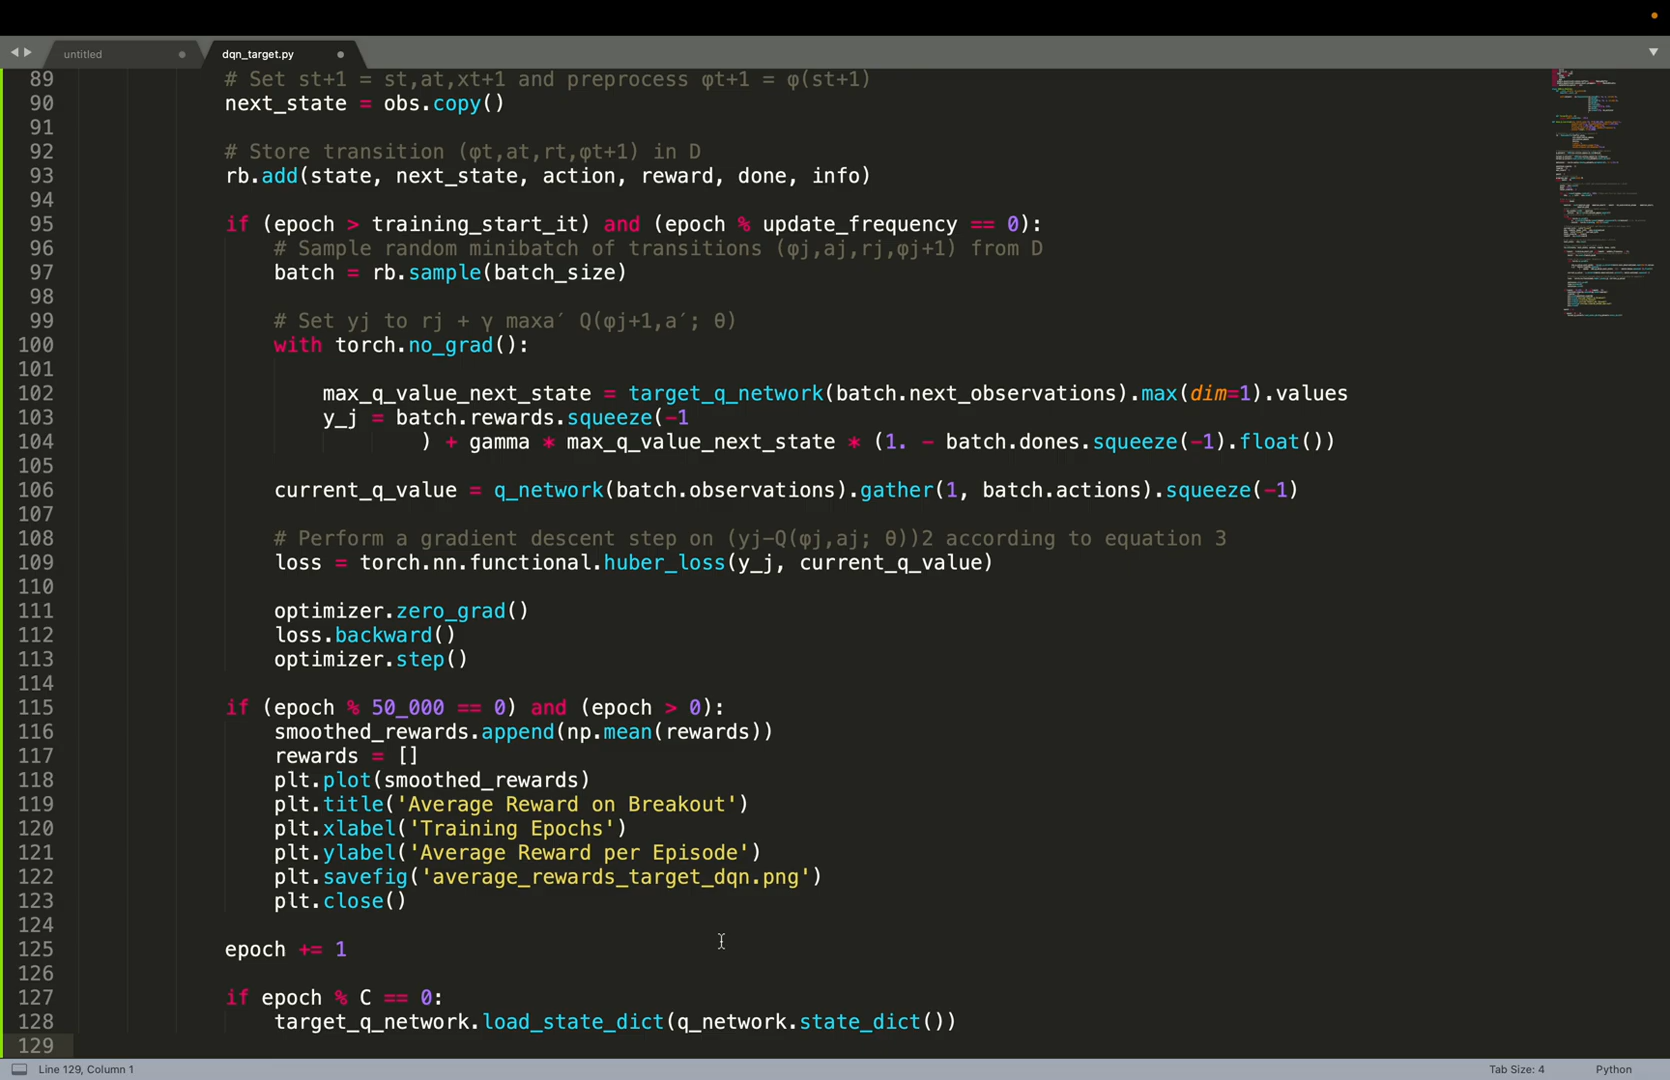 untitled
dqn_target.py
89 # Set st+1 = st,at,xt+1 and preprocess φt+1 = φ(st+1)
90 next_state = obs.copy()
91
92 # Store transition (φt,at,rt,φt+1) in D
93 rb.add(state, next_state, action, reward, done, info)
94
95 if (epoch > training_start_it) and (epoch % update_frequency == 0):
96 # Sample random minibatch of transitions (φj,aj,rj,φj+1) from D
97 batch = rb.sample(batch_size)
98
99 # Set yj to rj + γ maxa′ Q(φj+1,a′; θ)
100 with torch.no_grad():
101
102 max_q_value_next_state = target_q_network(batch.next_observations).max(dim=1).values
103 y_j = batch.rewards.squeeze(-1
104 ) + gamma * max_q_value_next_state * (1. - batch.dones.squeeze(-1).float())
105
106 current_q_value = q_network(batch.observations).gather(1, batch.actions).squeeze(-1)
107
108 # Perform a gradient descent step on (yj−Q(φj,aj; θ))2 according to equation 3
109 loss = torch.nn.functional.huber_loss(y_j, current_q_value)
110
111 optimizer.zero_grad()
112 loss.backward()
113 optimizer.step()
114
115 if (epoch % 50_000 == 0) and (epoch > 0):
116 smoothed_rewards.append(np.mean(rewards))
117 rewards = []
118 plt.plot(smoothed_rewards)
119 plt.title('Average Reward on Breakout')
120 plt.xlabel('Training Epochs')
121 plt.ylabel('Average Reward per Episode')
122 plt.savefig('average_rewards_target_dqn.png')
123 plt.close()
124
125 epoch += 1
126
127 if epoch % C == 0:
128 target_q_network.load_state_dict(q_network.state_dict())
129
Line 129, Column 1
Tab Size: 4
Python